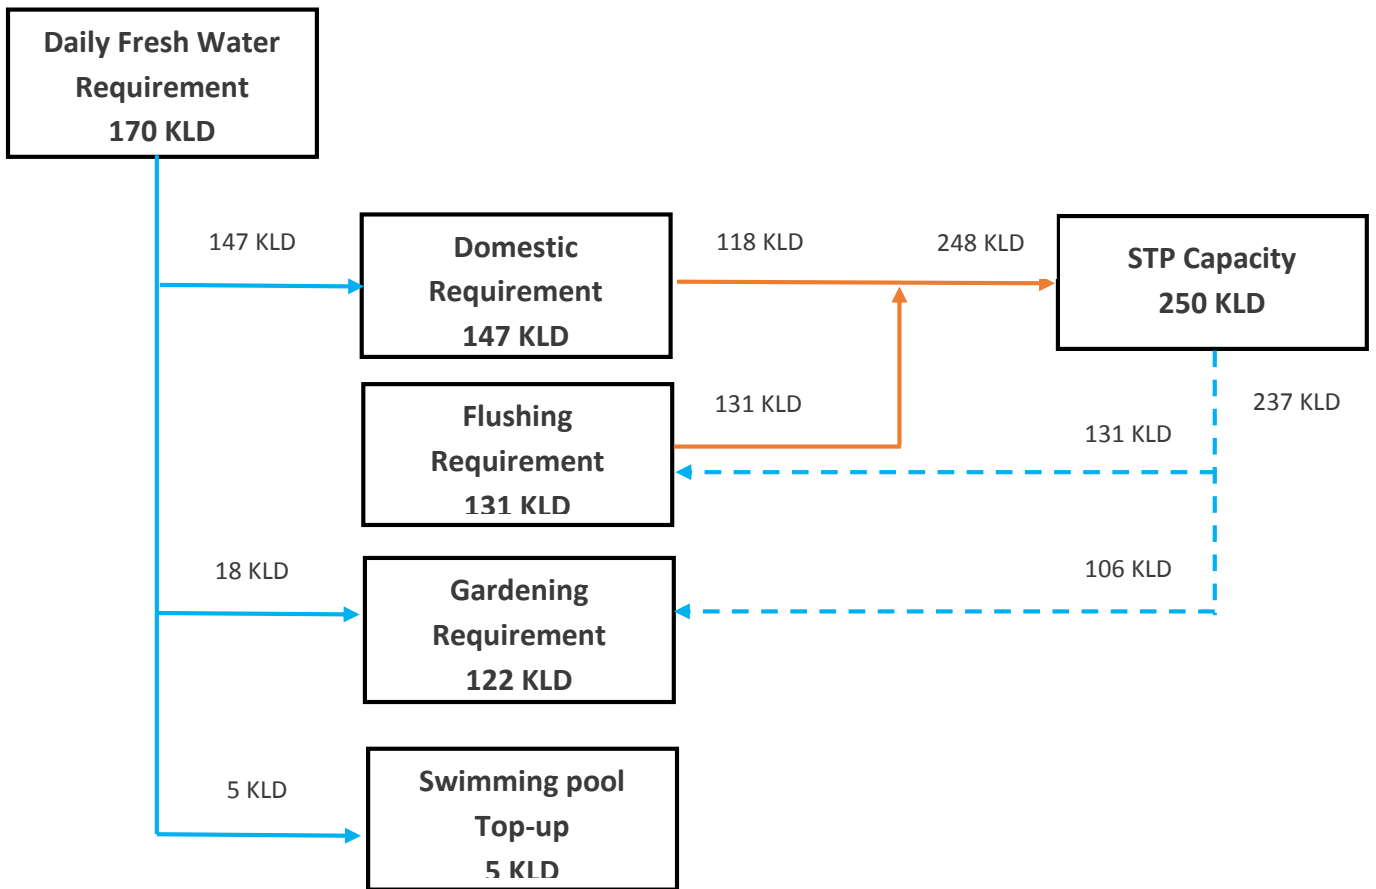 Daily Fresh Water
Requirement
170 KLD
147 KLD
Domestic
Requirement
147 KLD
118 KLD
248 KLD
STP Capacity
250 KLD
Flushing
Requirement
131 KLD
131 KLD
131 KLD
237 KLD
18 KLD
Gardening
Requirement
122 KLD
106 KLD
5 KLD
Swimming pool
Top-up
5 KLD